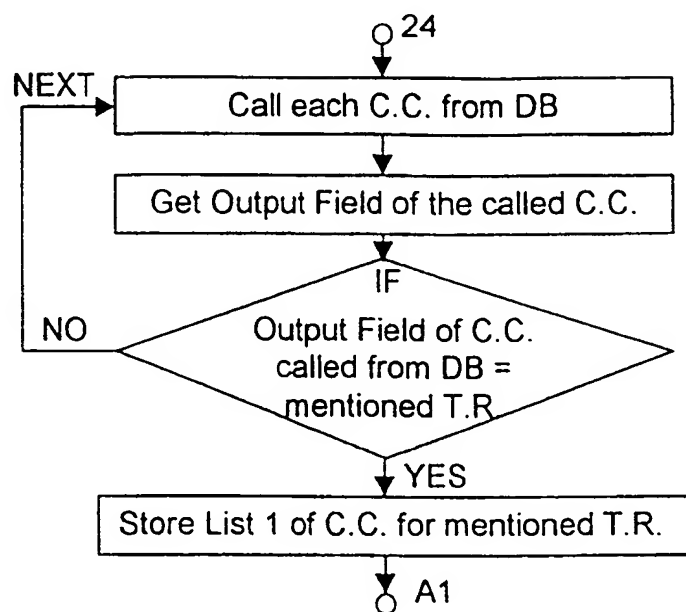 24
NEXT
Call each C.C. from DB
Get Output Field of the called C.C.
IF
NO
Output Field of C.C.
called from DB =
mentioned T.R
YES
Store List 1 of C.C. for mentioned T.R.
A1